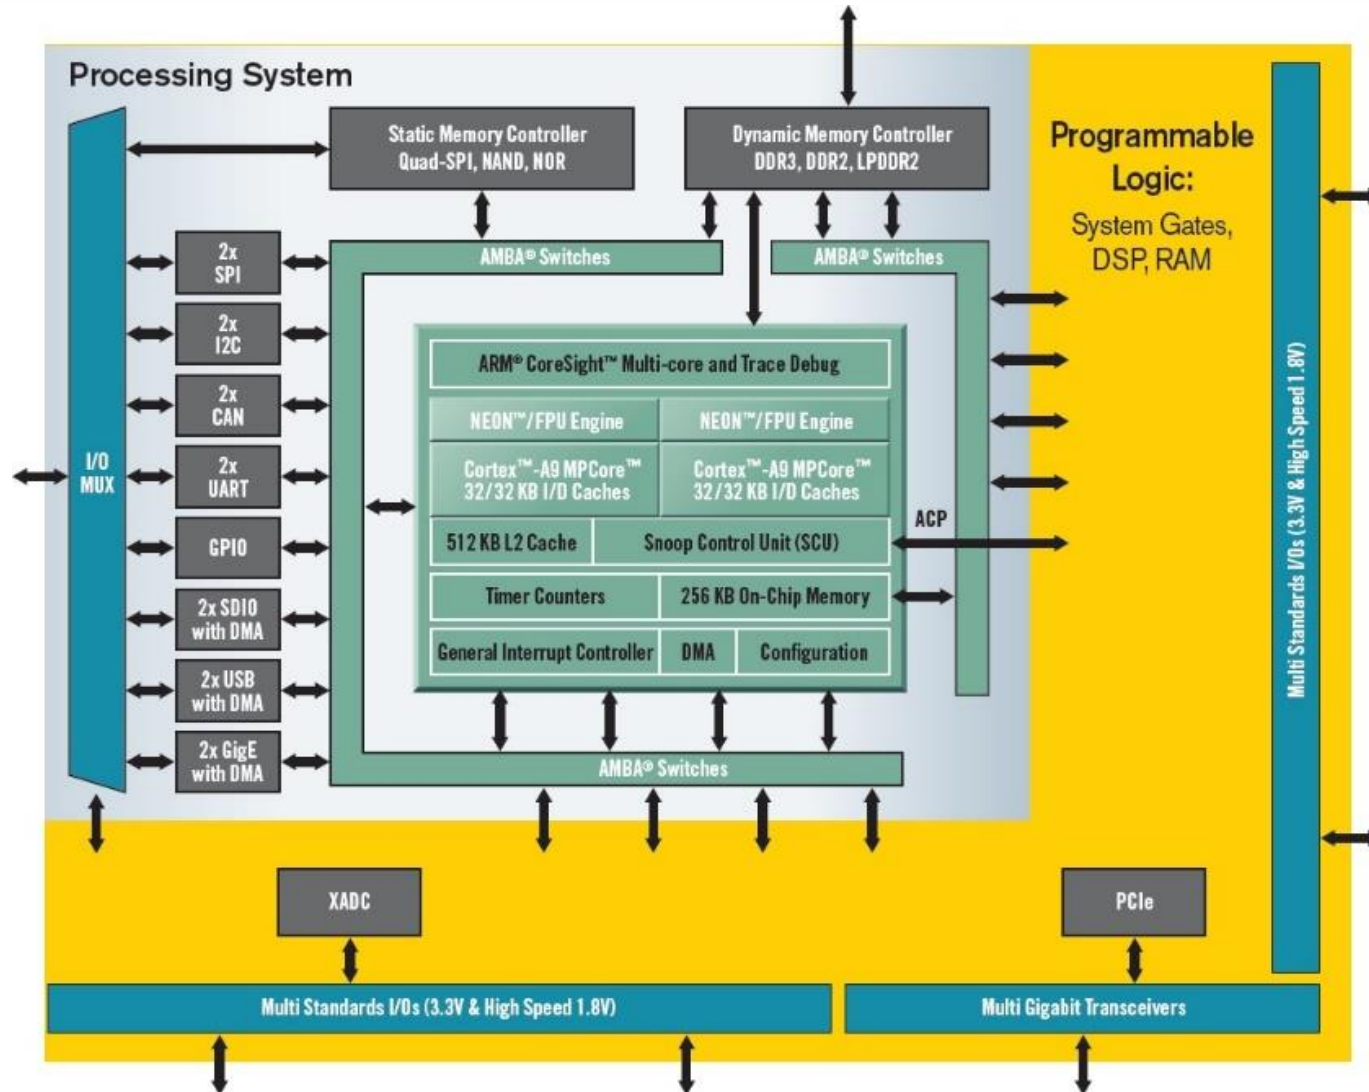 Processing System
Static Memory Controller
Quad-SPI, NAND, NOR
Dynamic Memory Controller
DDR3, DDR2, LPDDR2
Programmable
Logic:
System Gates,
DSP, RAM
AMBA® Switches
AMBA® Switches
2x
SPI
2x
I2C
2x
CAN
2x
UART
GPIO
2x SDIO
with DMA
2x USB
with DMA
2x GigE
with DMA
I/O
MUX
ARM® CoreSight™ Multi-core and Trace Debug
NEON™/FPU Engine
NEON™/FPU Engine
Cortex™-A9 MPCore™
32/32 KB I/D Caches
Cortex™-A9 MPCore™
32/32 KB I/D Caches
512 KB L2 Cache
Snoop Control Unit (SCU)
ACP
Timer Counters
256 KB On-Chip Memory
General Interrupt Controller
DMA
Configuration
AMBA® Switches
Multi Standards I/Os (3.3V & High Speed 1.8V)
XADC
PCIe
Multi Standards I/Os (3.3V & High Speed 1.8V)
Multi Gigabit Transceivers